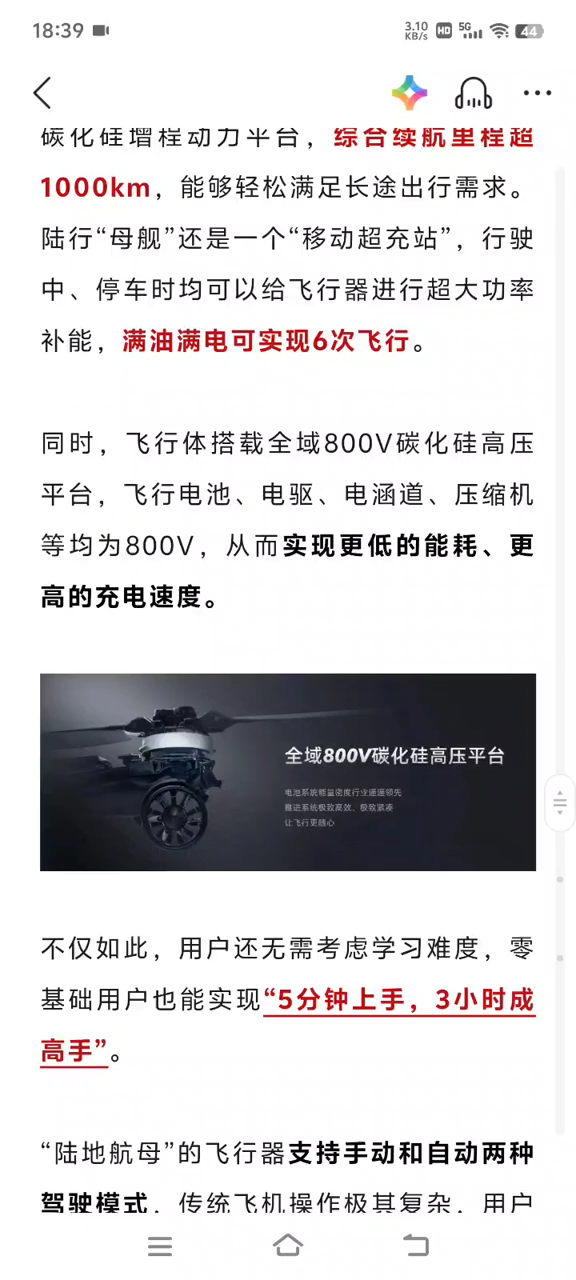 18:39
3.10
KB/s
HD
5G
44
碳化硅增程动力平台，综合续航里程超
1000km，能够轻松满足长途出行需求。
陆行“母舰”还是一个“移动超充站”，行驶
中、停车时均可以给飞行器进行超大功率
补能，满油满电可实现6次飞行。
同时，飞行体搭载全域800V碳化硅高压
平台，飞行电池、电驱、电涵道、压缩机
等均为800V，从而实现更低的能耗、更
高的充电速度。
全域800V碳化硅高压平台
电池系统能量密度行业遥遥领先
推进系统极致高效、极致紧凑
让飞行更随心
不仅如此，用户还无需考虑学习难度，零
基础用户也能实现“5分钟上手，3小时成
高手”。
“陆地航母”的飞行器支持手动和自动两种
驾驶模式，传统飞机操作极其复杂，用户